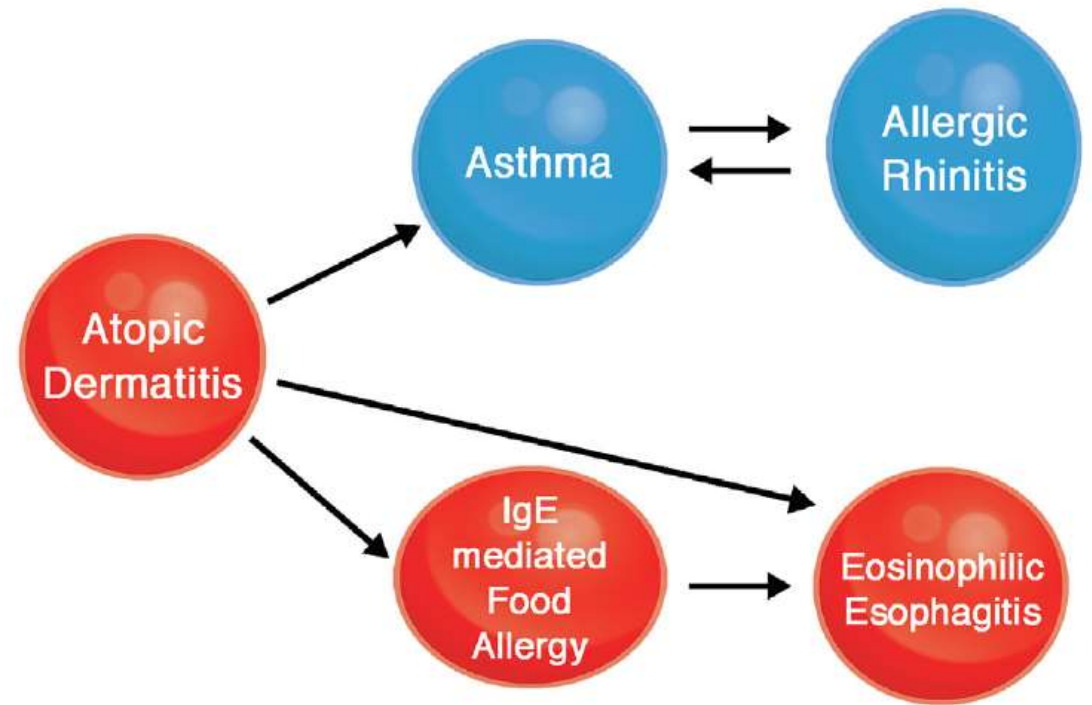 Asthma
Allergic
Rhinitis
Atopic
Dermatitis
IgE
mediated
Food
Allergy
Eosinophilic
Esophagitis